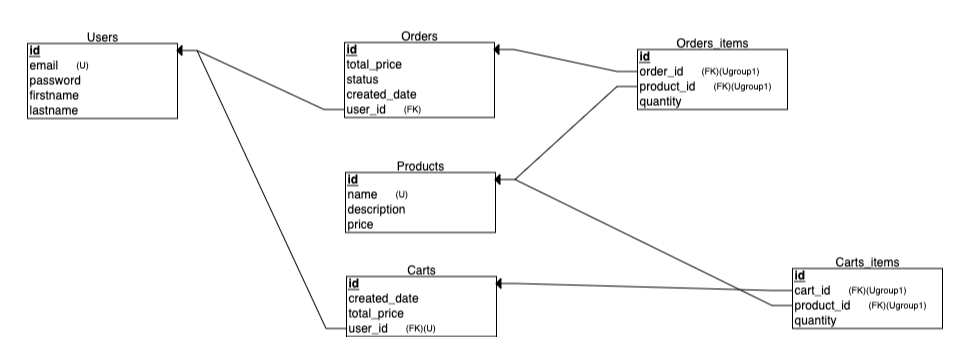 Users
id
email (U)
password
firstname
lastname
Orders
id
total_price
status
created_date
user_id (FK)
Orders_items
id
order_id (FK)(Ugroup1)
product_id (FK)(Ugroup1)
quantity
Products
id
name (U)
description
price
Carts
id
created_date
total_price
user_id (FK)(U)
Carts_items
id
cart_id (FK)(Ugroup1)
product_id (FK)(Ugroup1)
quantity